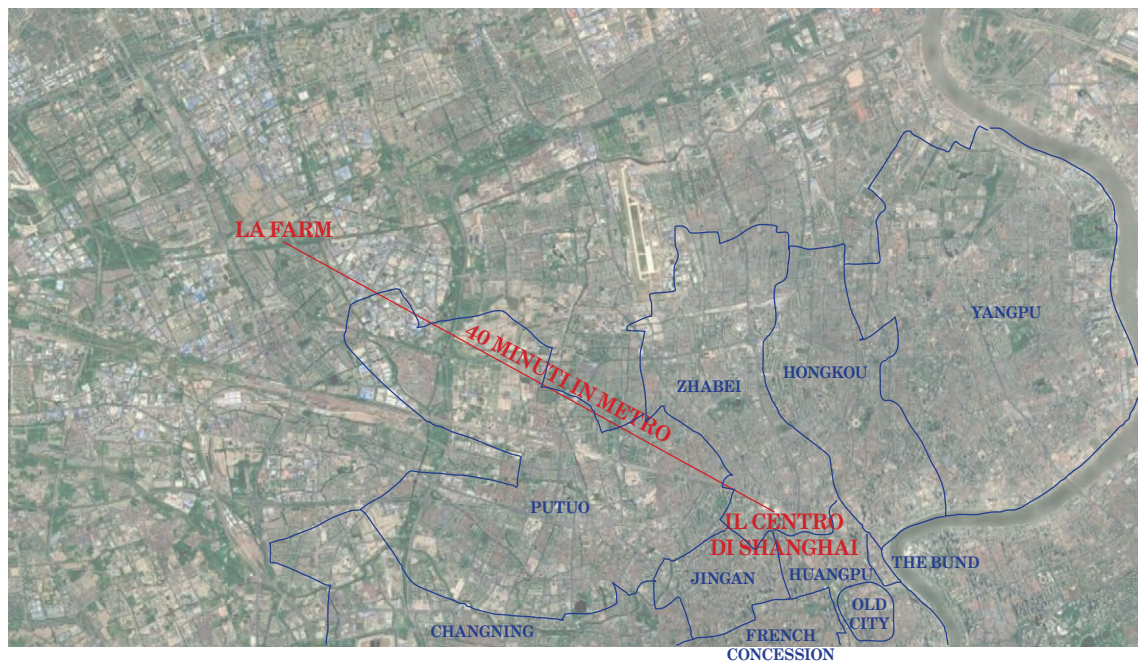 LA FARM
40 MINUTI IN METRO
YANGPU
HONGKOU
ZHABEI
PUTUO
IL CENTRO
DI SHANGHAI
THE BUND
JINGAN
HUANGPU
OLD
CITY
CHANGNING
FRENCH
CONCESSION